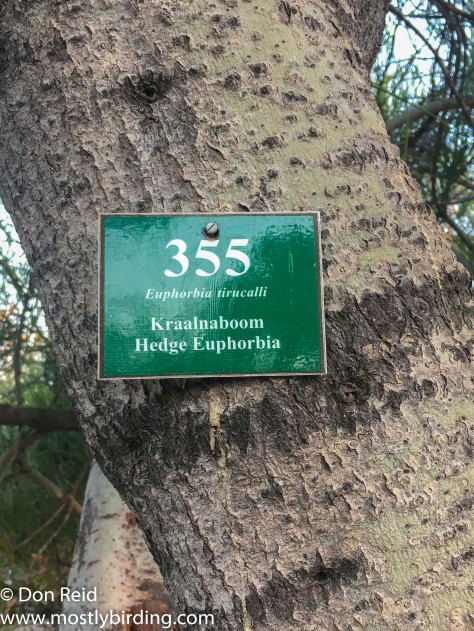 355
Euphorbia tirucalli
Kraalnaboom
Hedge Euphorbia
© Don Reid
www.mostlybirding.com